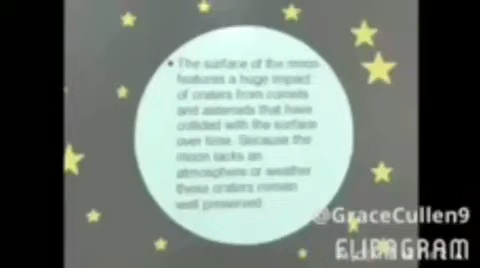 • The surface of the moon
features a huge impact
of craters from comets
and asteroids that have
collided with the surface
over time. Because the
moon lacks an
atmosphere or weather
these craters remain
well preserved
@GraceCullen9
FLIPAGRAM